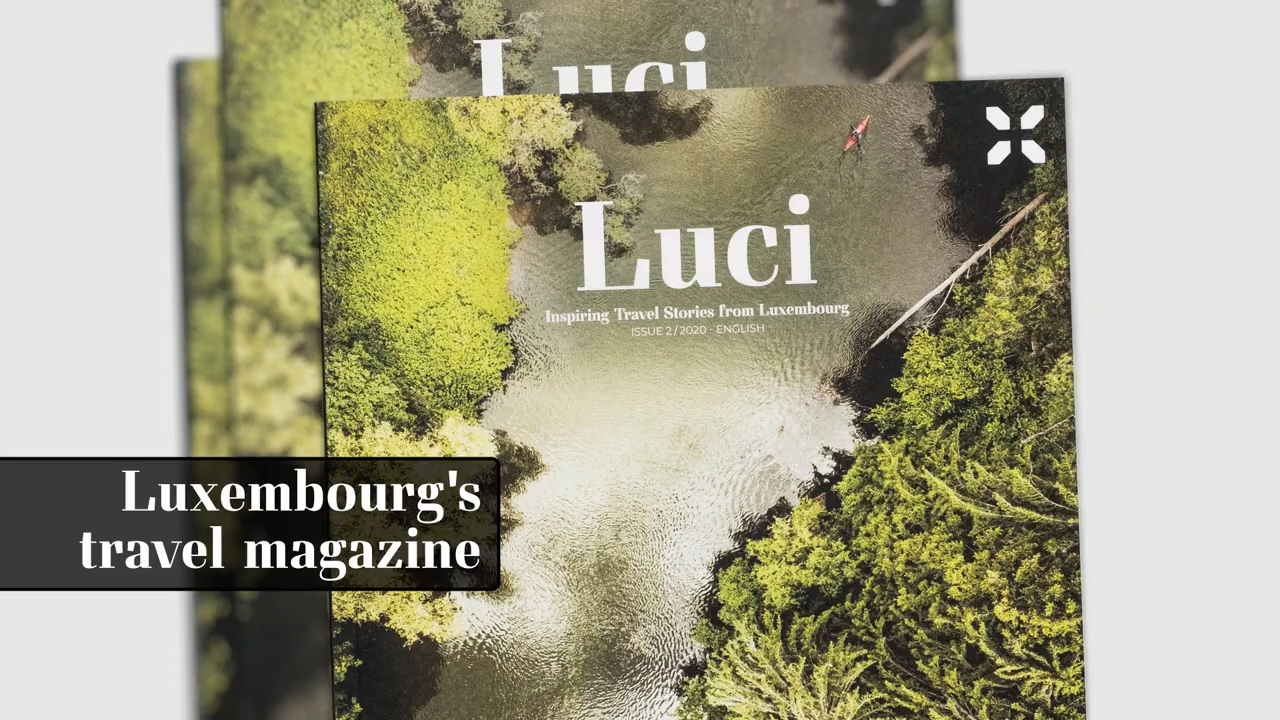 Luci
Luci
Inspiring Travel Stories from Luxembourg
ISSUE 2 / 2020 - ENGLISH
Luxembourg's
travel magazine